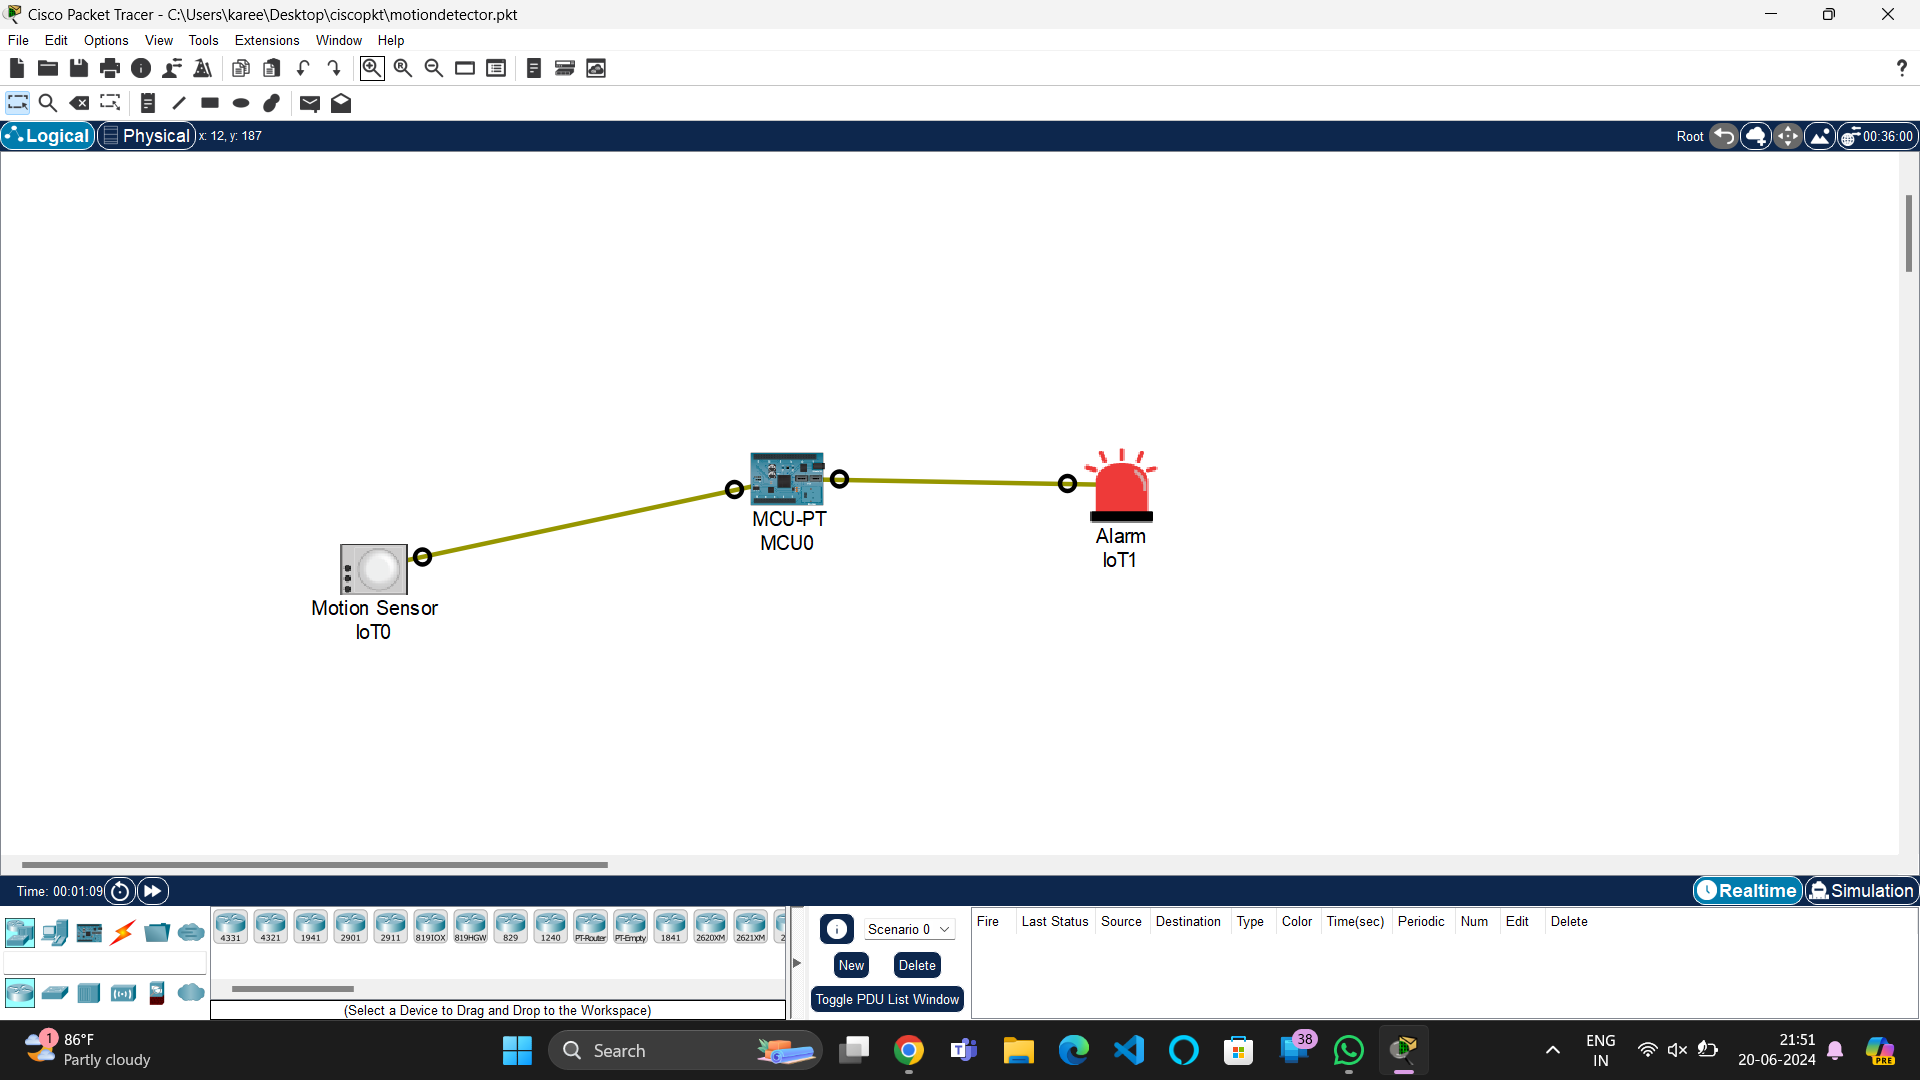 Cisco Packet Tracer - C:\Users\karee\Desktop\ciscopkt\motiondetector.pkt
File Edit Options View Tools Extensions Window Help
?
Logical Physical x: 12, y: 187 Root 00:36:00
MCU-PT
MCU0
Alarm
IoT1
Motion Sensor
IoT0
Time: 00:01:09 Realtime Simulation
4331 4321 1941 2901 2911 819IOX 819HGW 829 1240 PT-Router PT-Empty 1841 2620XM 2621XM 2
(Select a Device to Drag and Drop to the Workspace)
Scenario 0
New Delete
Toggle PDU List Window
Fire Last Status Source Destination Type Color Time(sec) Periodic Num Edit Delete
1 86°F
Partly cloudy
Search
38
ENG
IN
21:51
20-06-2024
PRE